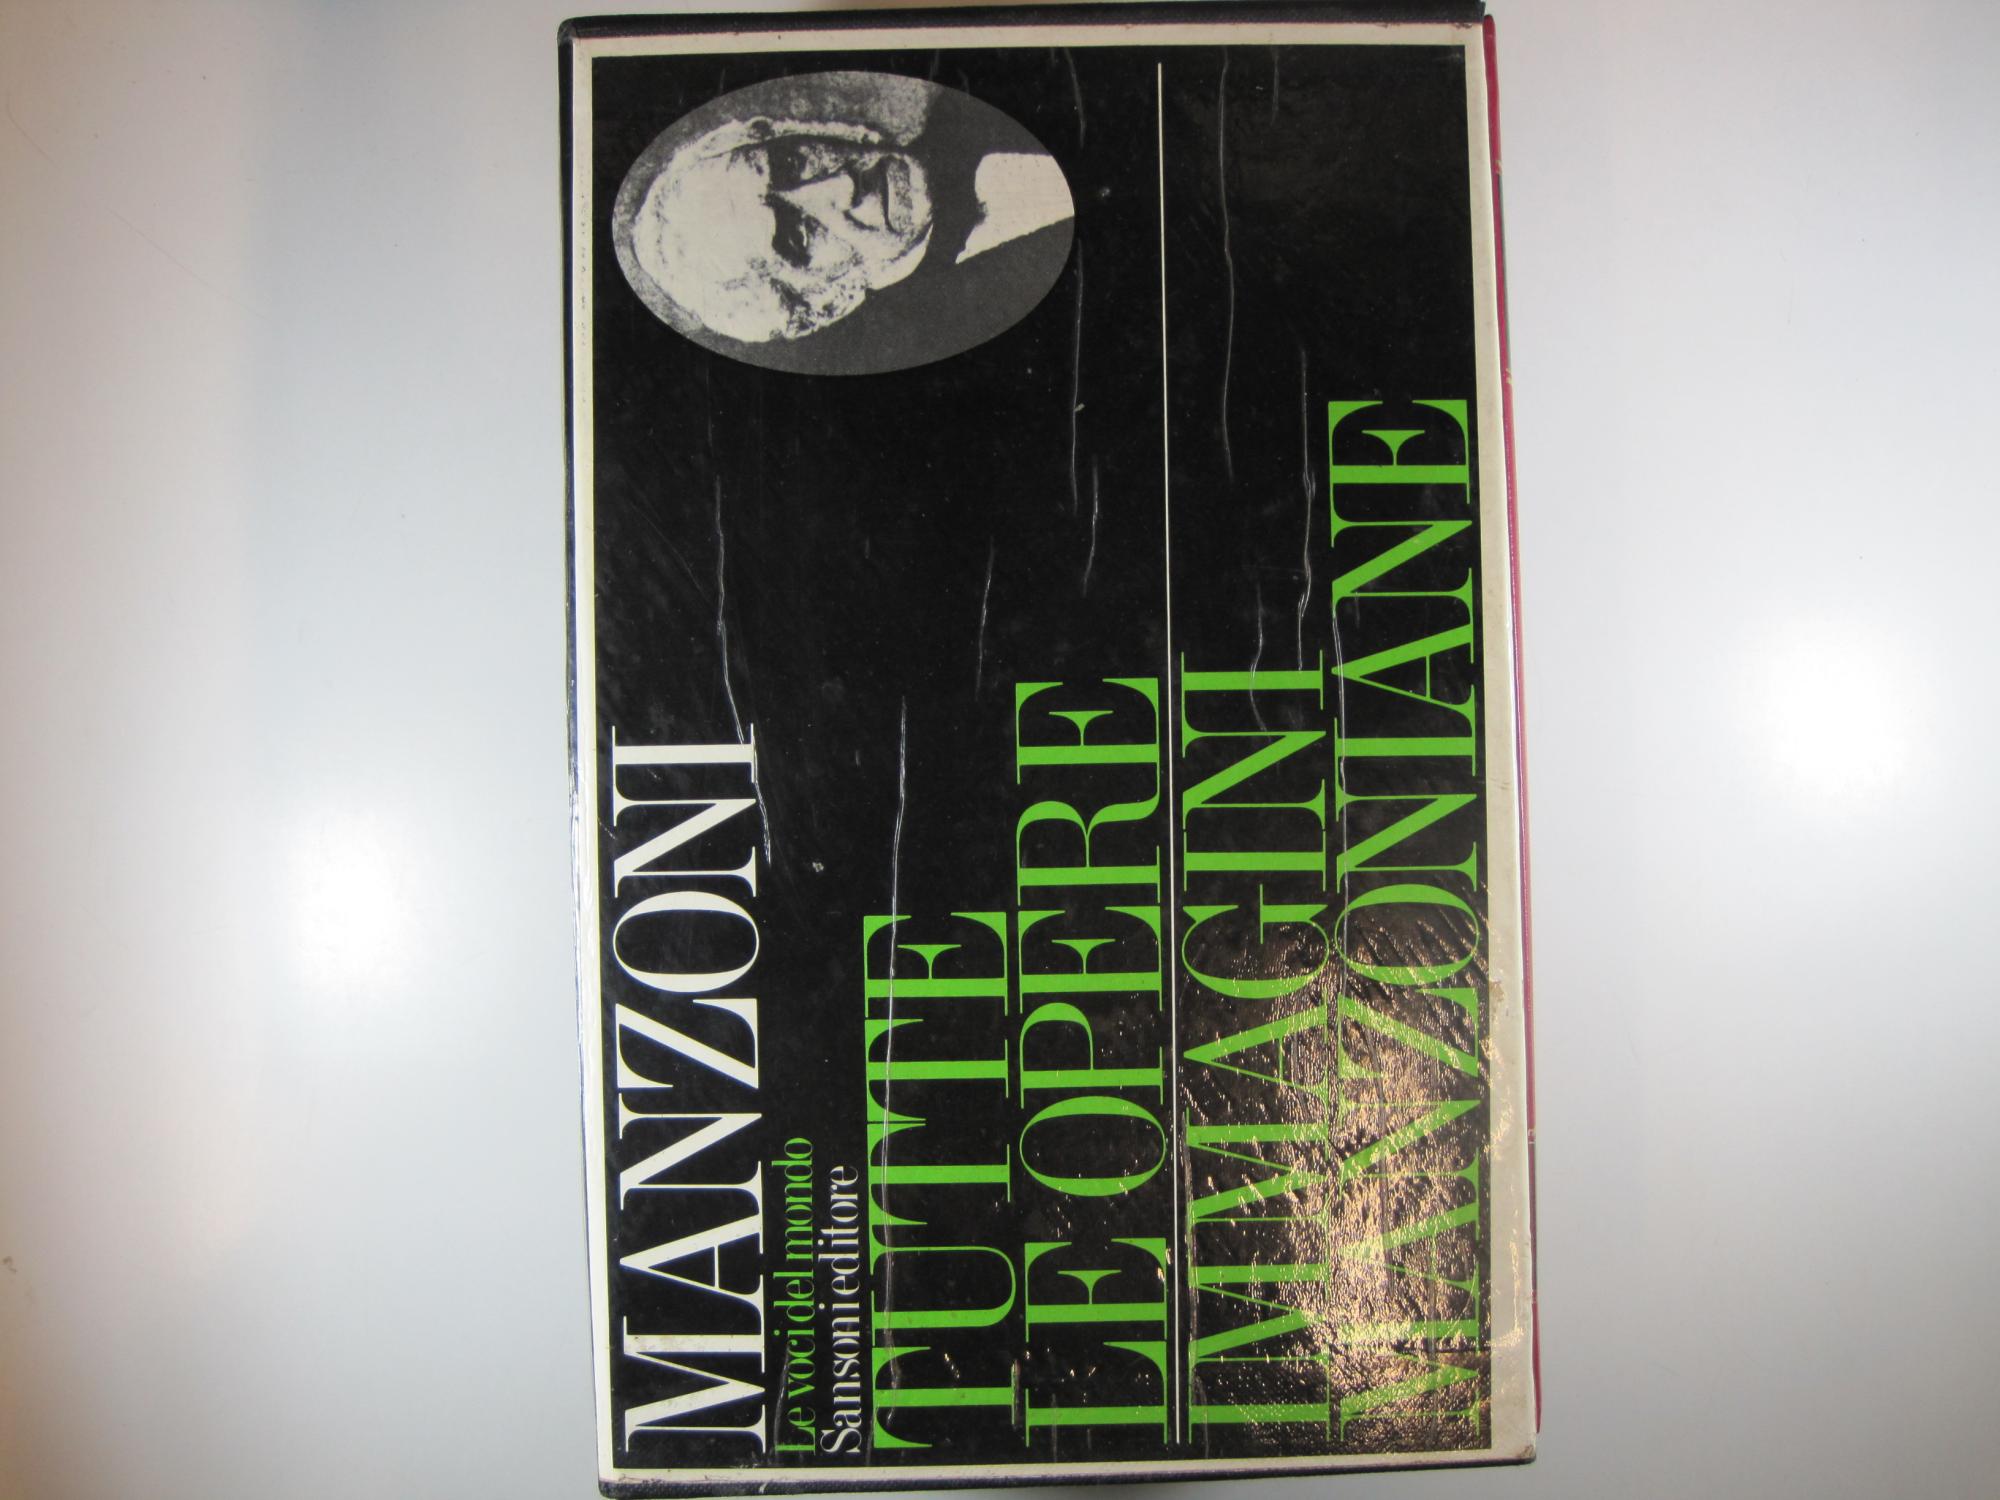 MANZONI
Le voci del mondo
Sansoni editore
TUTTE
LE OPERE
IMMAGINI
MANZONIANE